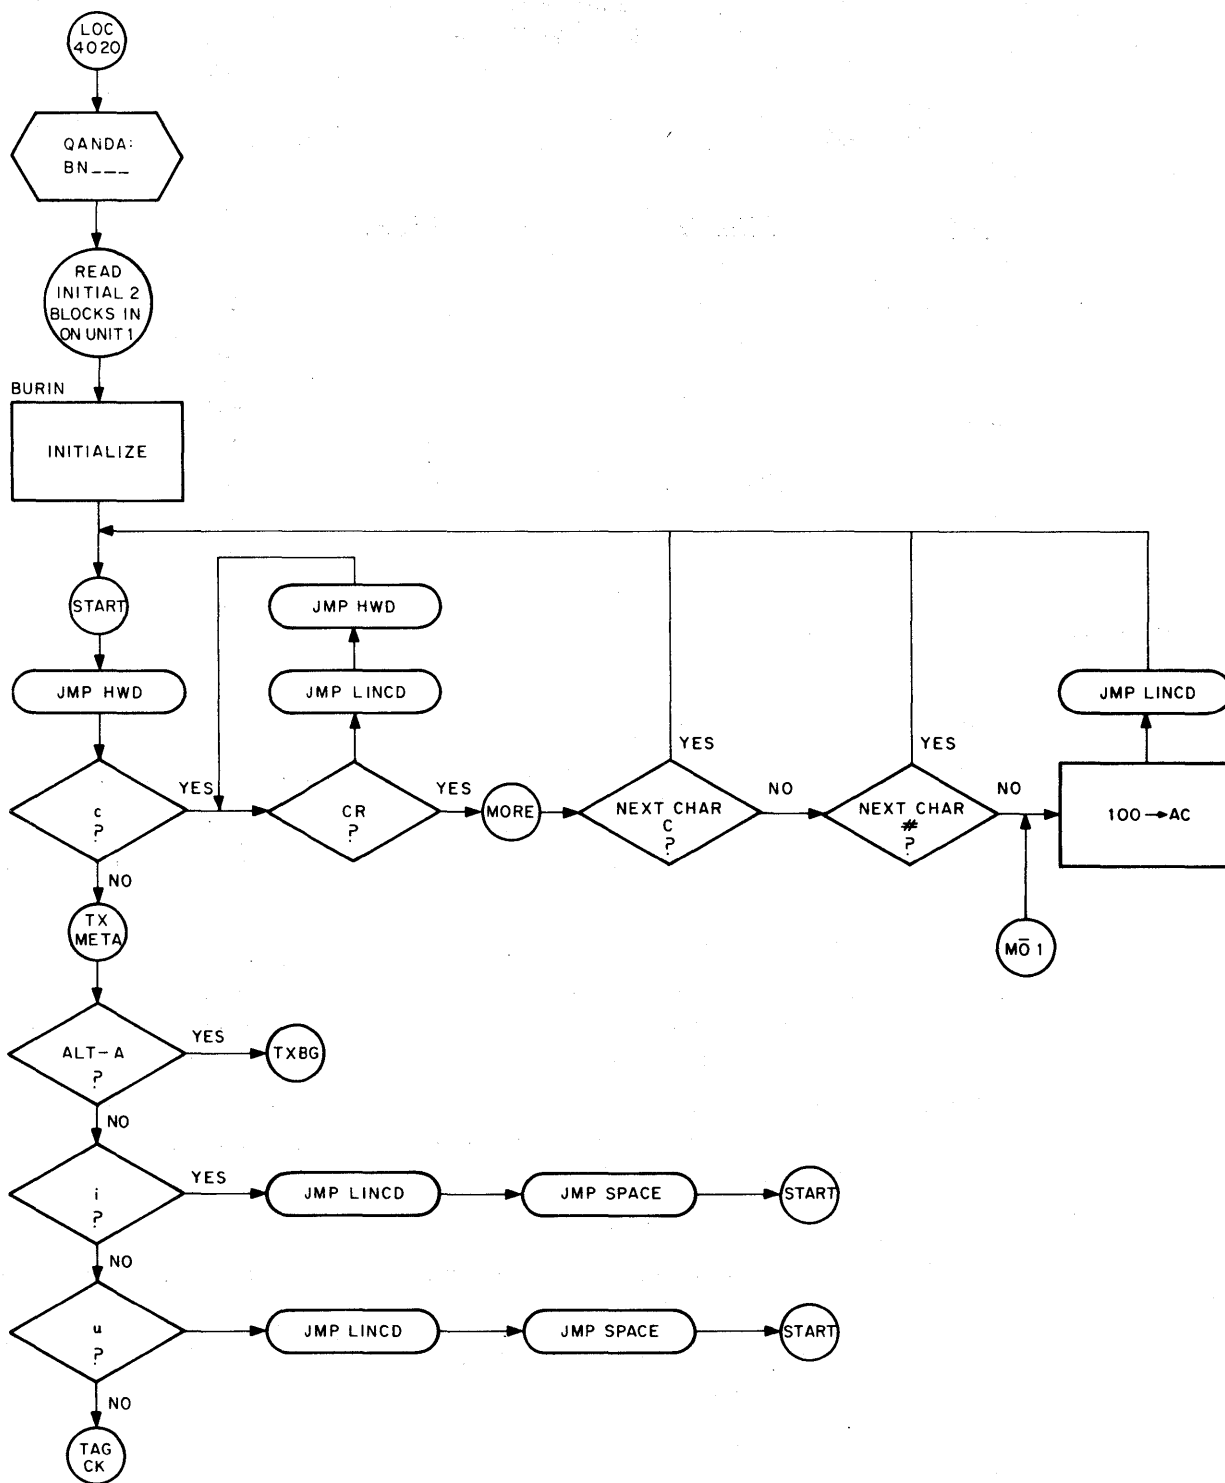 LOC
4020
QANDA:
BN___
READ
INITIAL 2
BLOCKS IN
ON UNIT 1
BURIN
INITIALIZE
START
JMP HWD
JMP HWD
JMP LINCD
JMP LINCD
c
?
YES
CR
?
YES
MORE
YES
NEXT CHAR
C
?
NO
YES
NEXT CHAR
#
?
NO
100→AC
MO̅ 1
NO
TX
META
ALT-A
?
YES
TXBG
NO
i
?
YES
JMP LINCD
JMP SPACE
START
NO
u
?
JMP LINCD
JMP SPACE
START
NO
TAG
CK